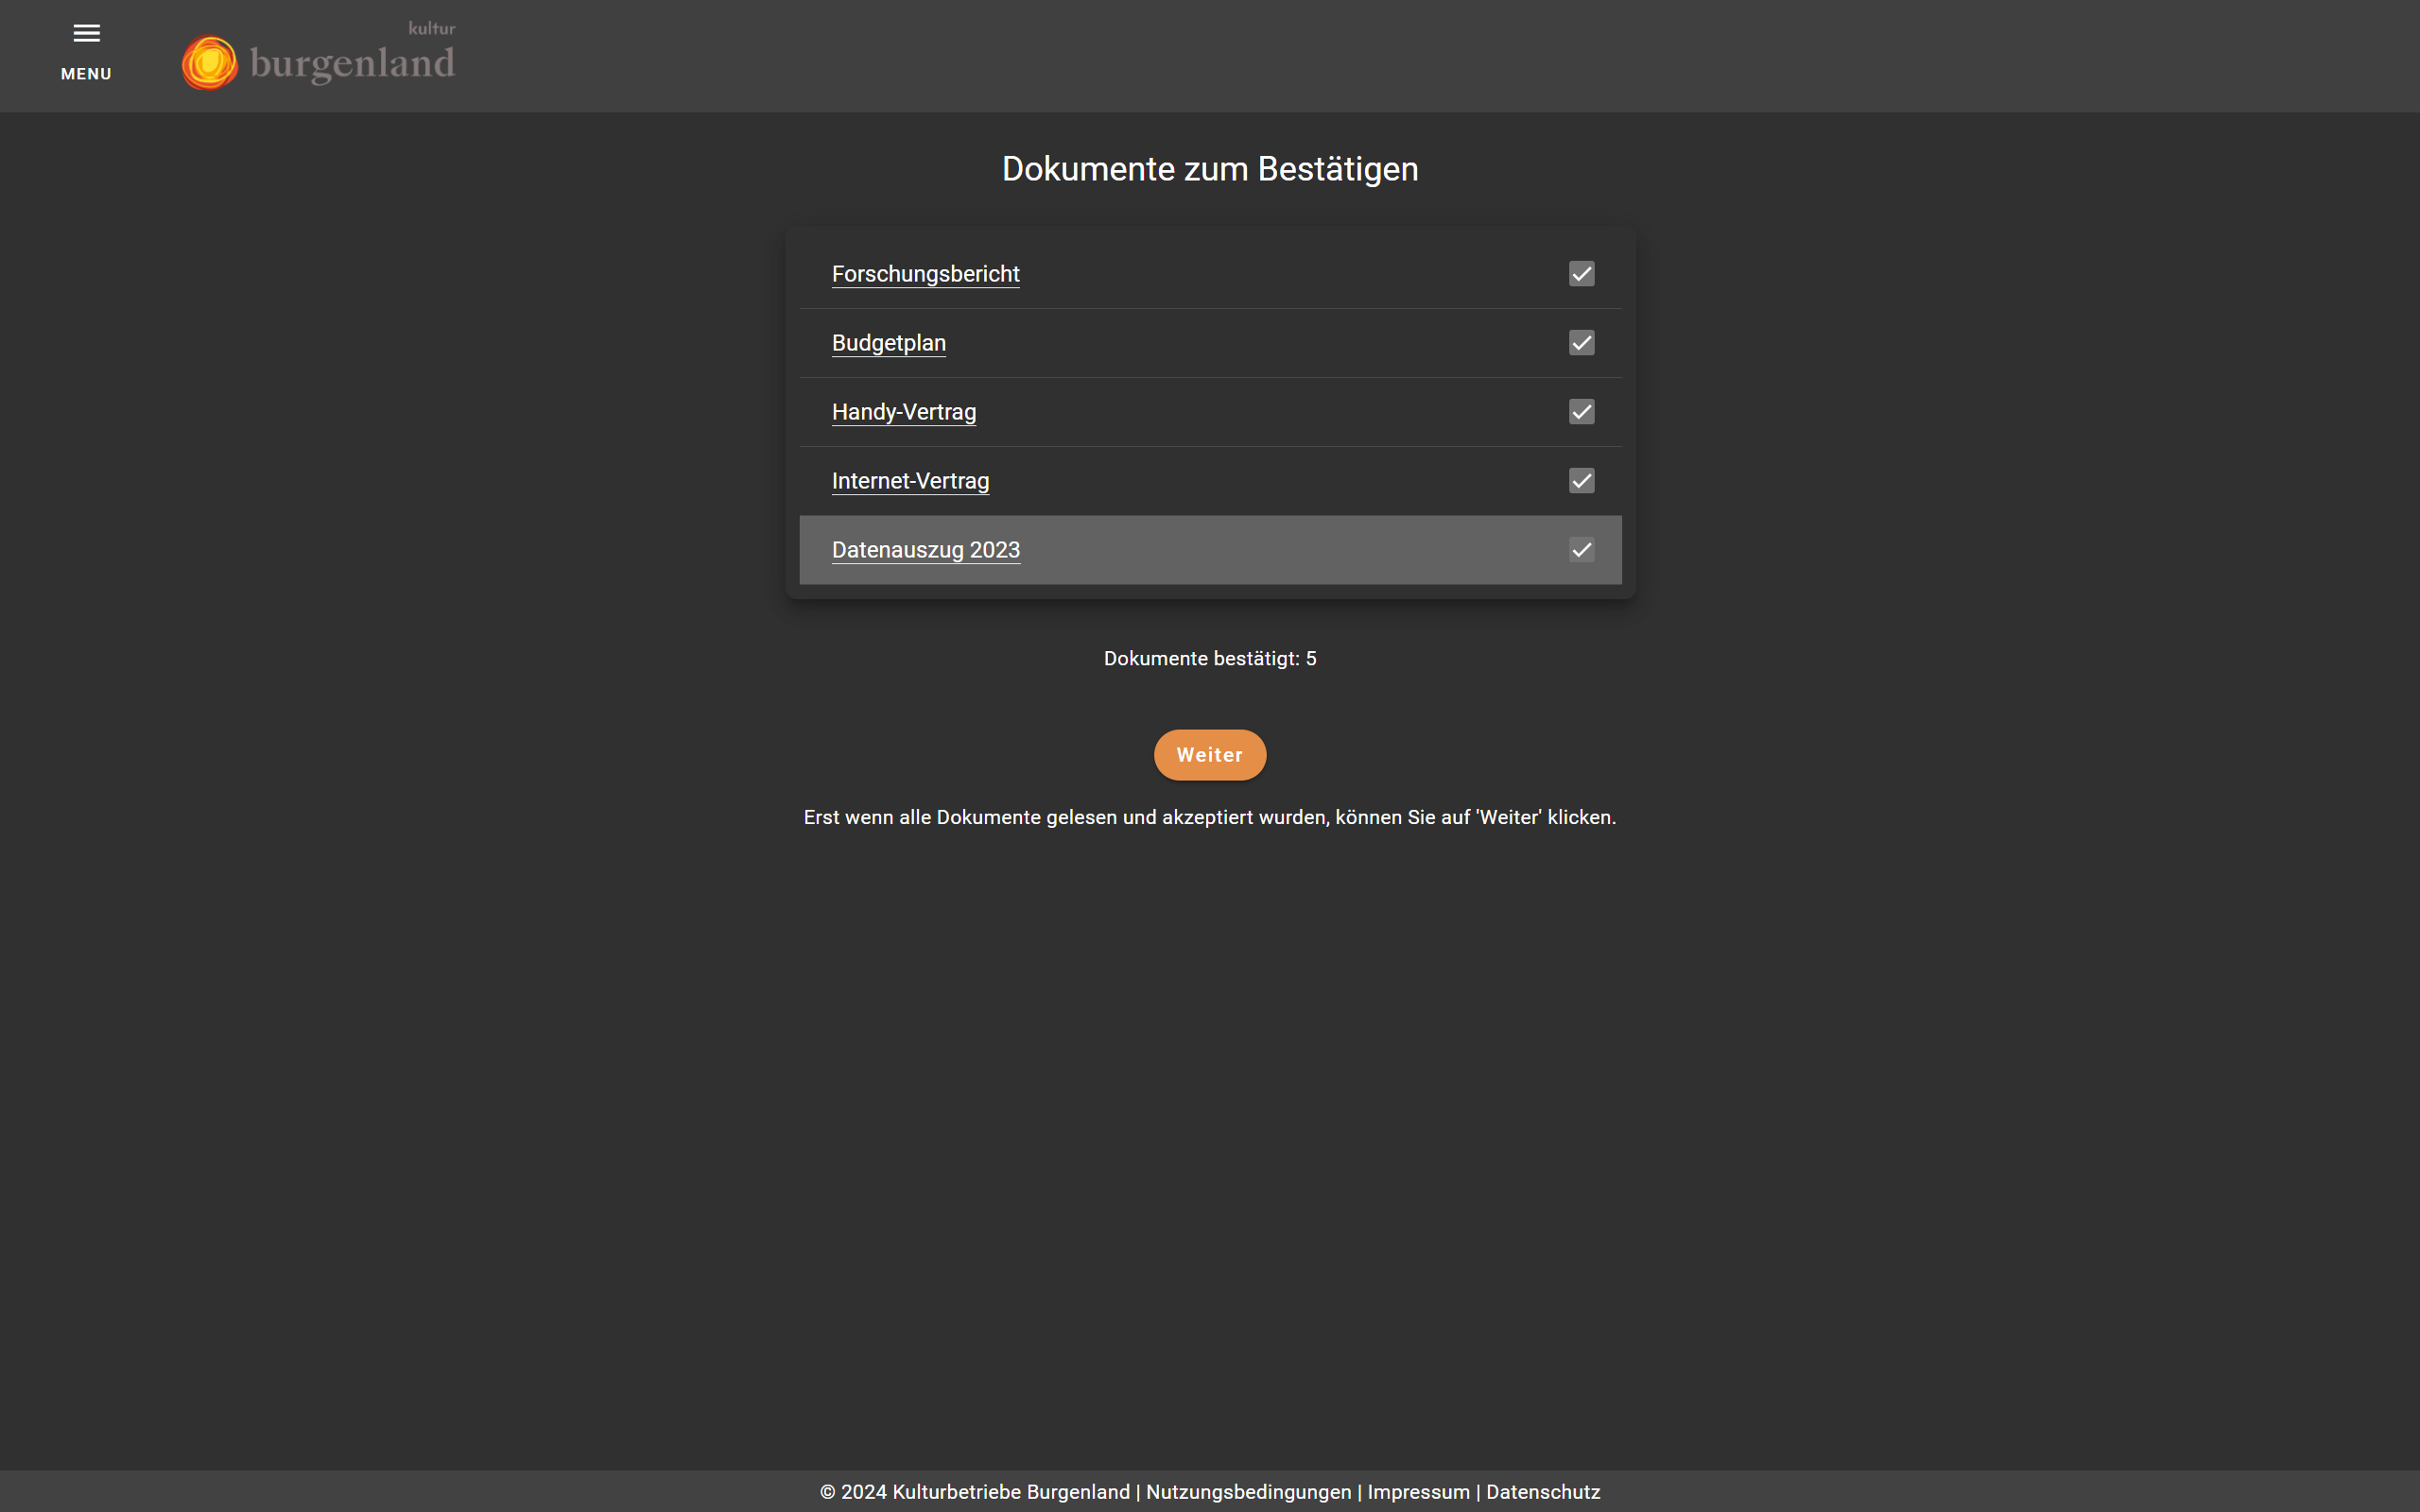 MENU
kultur
burgenland
Dokumente zum Bestätigen
Forschungsbericht
Budgetplan
Handy-Vertrag
Internet-Vertrag
Datenauszug 2023
Dokumente bestätigt: 5
Weiter
Erst wenn alle Dokumente gelesen und akzeptiert wurden, können Sie auf 'Weiter' klicken.
© 2024 Kulturbetriebe Burgenland | Nutzungsbedingungen | Impressum | Datenschutz